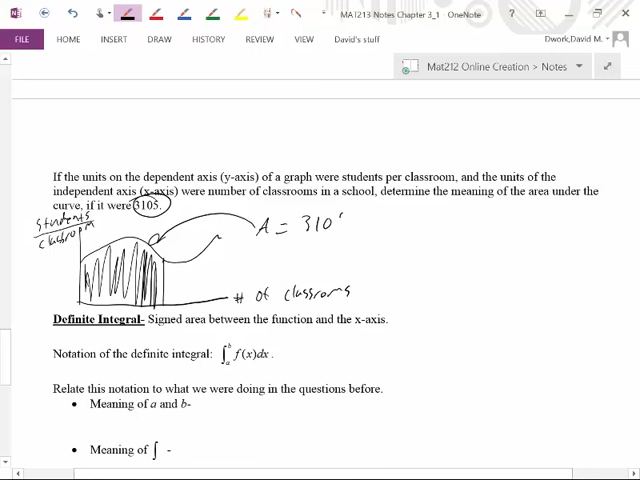 MAT213 Notes Chapter 3_1 - OneNote
FILE HOME INSERT DRAW HISTORY REVIEW VIEW David's stuff Dwork,David M.
Mat212 Online Creation > Notes
If the units on the dependent axis (y-axis) of a graph were students per classroom, and the units of the
independent axis (x-axis) were number of classrooms in a school, determine the meaning of the area under the
curve, if it were 3105.
students
classroom
A = 310
# of classrooms
Definite Integral- Signed area between the function and the x-axis.
Notation of the definite integral: ∫_a^b f(x)dx.
Relate this notation to what we were doing in the questions before.
• Meaning of a and b-
• Meaning of ∫ -